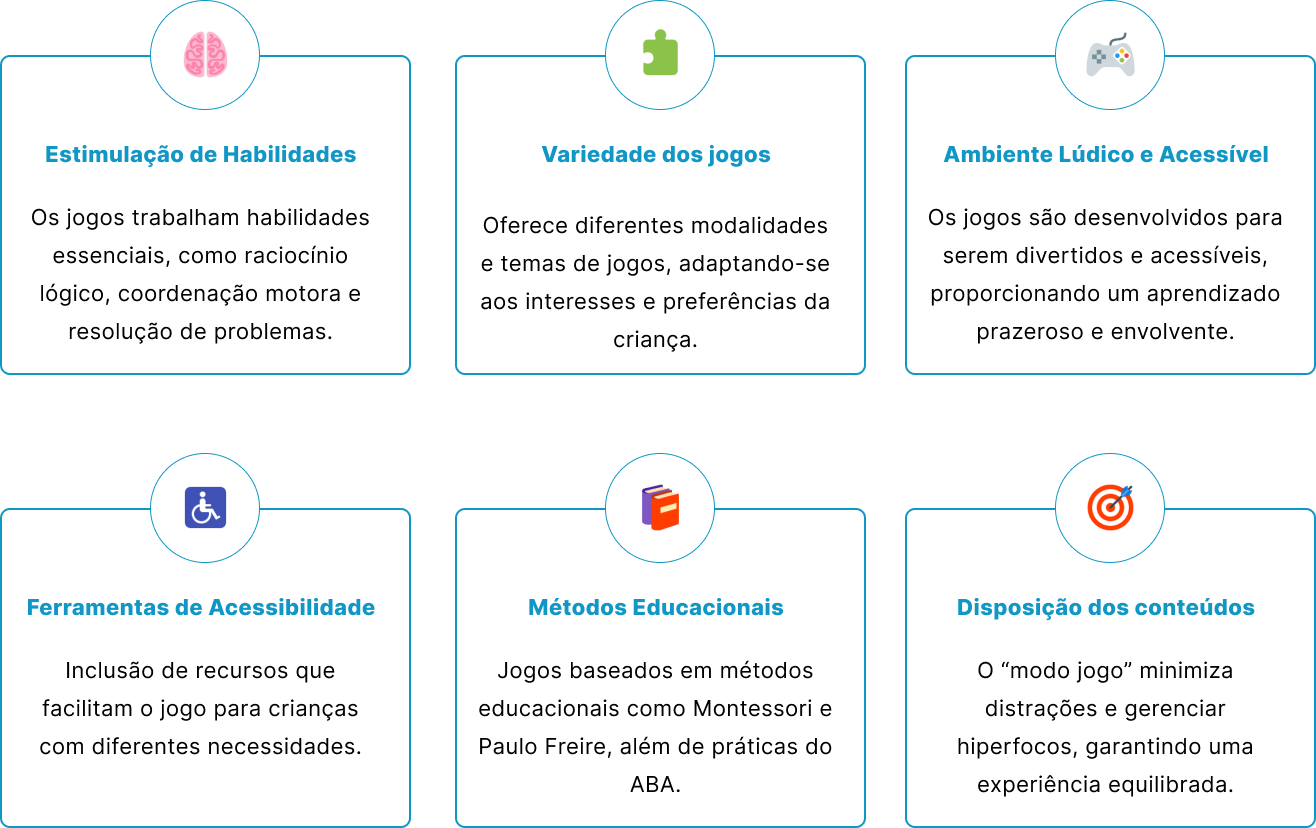 Estimulação de Habilidades
Os jogos trabalham habilidades
essenciais, como raciocínio
lógico, coordenação motora e
resolução de problemas.
Variedade dos jogos
Oferece diferentes modalidades
e temas de jogos, adaptando-se
aos interesses e preferências da
criança.
Ambiente Lúdico e Acessível
Os jogos são desenvolvidos para
serem divertidos e acessíveis,
proporcionando um aprendizado
prazeroso e envolvente.
Ferramentas de Acessibilidade
Inclusão de recursos que
facilitam o jogo para crianças
com diferentes necessidades.
Métodos Educacionais
Jogos baseados em métodos
educacionais como Montessori e
Paulo Freire, além de práticas do
ABA.
Disposição dos conteúdos
O “modo jogo” minimiza
distrações e gerenciar
hiperfocos, garantindo uma
experiência equilibrada.